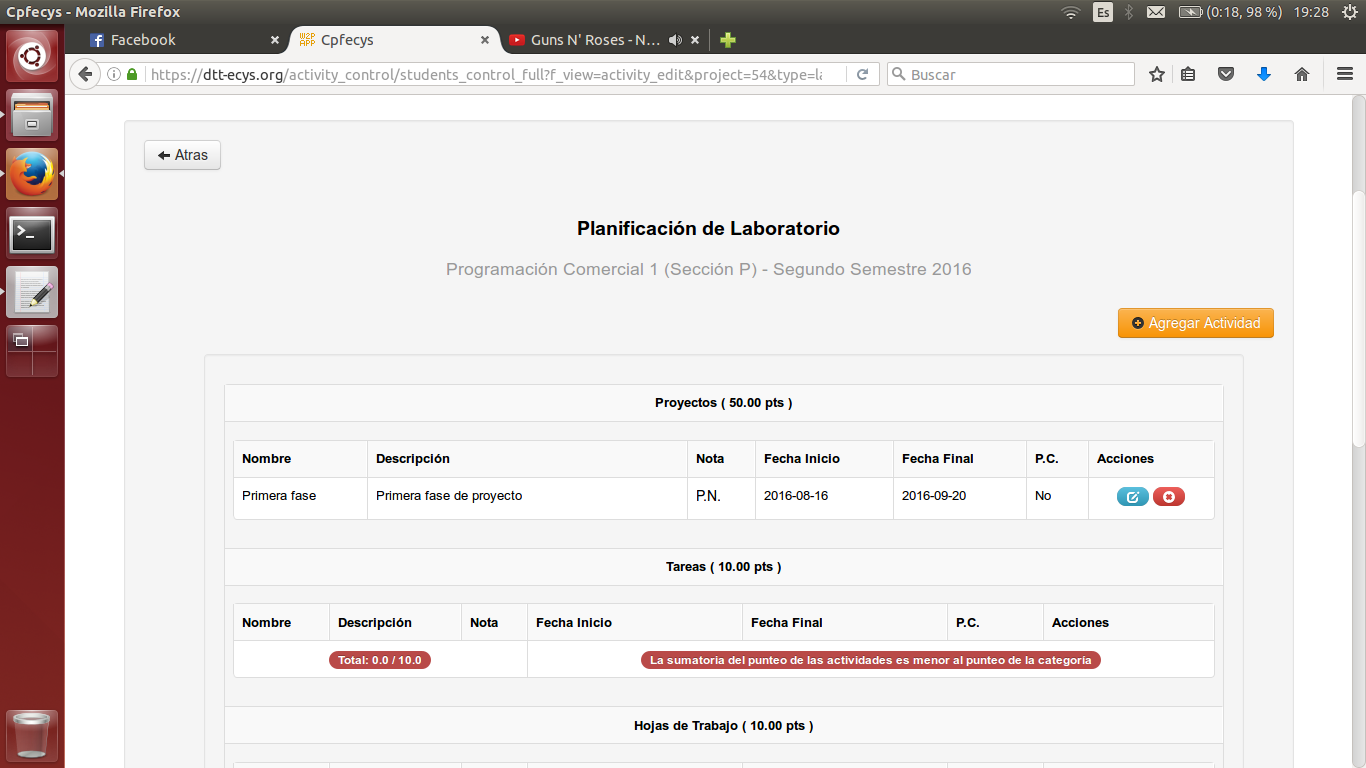 Cpfecys - Mozilla Firefox
Es
(0:18, 98 %)
19:28
Facebook
WEB APP Cpfecys
Guns N' Roses - N…
https://dtt-ecys.org/activity_control/students_control_full?f_view=activity_edit&project=54&type=la
Buscar
Atras
Planificación de Laboratorio
Programación Comercial 1 (Sección P) - Segundo Semestre 2016
Agregar Actividad
Proyectos ( 50.00 pts )
Nombre Descripción Nota Fecha Inicio Fecha Final P.C. Acciones
Primera fase Primera fase de proyecto P.N. 2016-08-16 2016-09-20 No
Tareas ( 10.00 pts )
Nombre Descripción Nota Fecha Inicio Fecha Final P.C. Acciones
Total: 0.0 / 10.0 La sumatoria del punteo de las actividades es menor al punteo de la categoría
Hojas de Trabajo ( 10.00 pts )